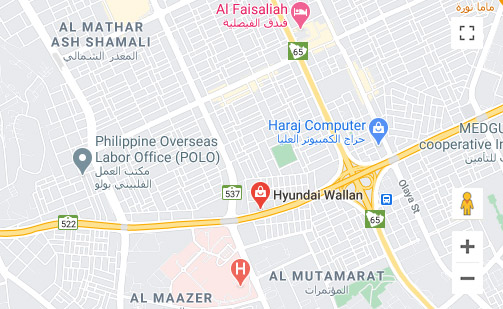 Al Faisaliah
فندق الفيصلية
ماما نورة
AL MATHAR
ASH SHAMALI
المعذر الشمالي
65
Haraj Computer
حراج الكمبيوتر العليا
MEDGU
cooperative In
للتأمين
Philippine Overseas
Labor Office (POLO)
مكتب العمل
الفلبيني بولو
537
Hyundai Wallan
Olaya St
522
65
H
AL MUTAMARAT
المؤتمرات
AL MAAZER